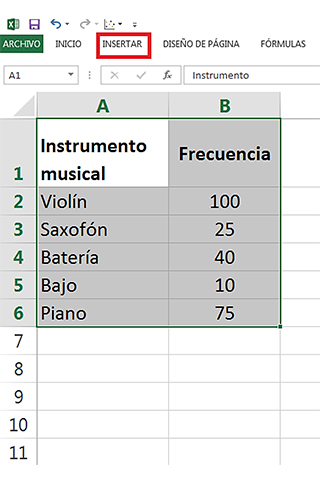 ARCHIVO INICIO INSERTAR DISEÑO DE PÁGINA FÓRMULAS
A1 fx Instrumento
A B
1 Instrumento
musical Frecuencia
2 Violín 100
3 Saxofón 25
4 Batería 40
5 Bajo 10
6 Piano 75
7
8
9
10
11